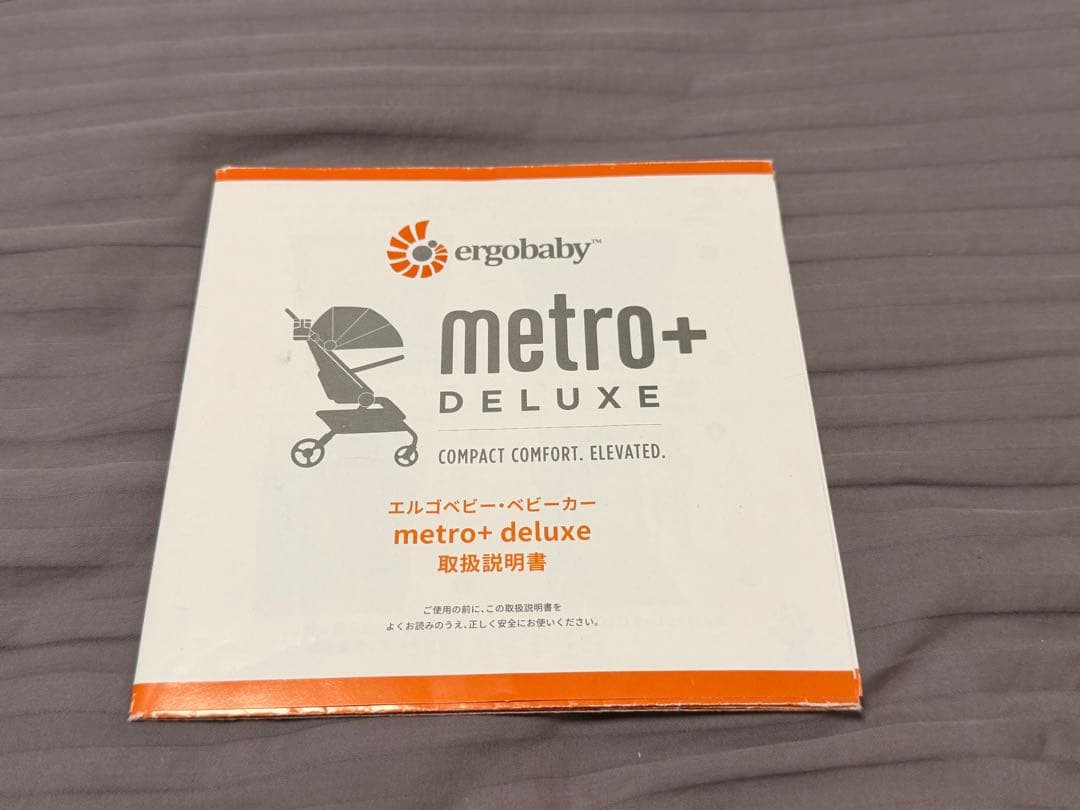 ergobaby™
metro+
DELUXE
COMPACT COMFORT. ELEVATED.
エルゴベビー・ベビーカー
metro+ deluxe
取扱説明書
ご使用の前に、この取扱説明書を
よくお読みのうえ、正しく安全にお使いください。